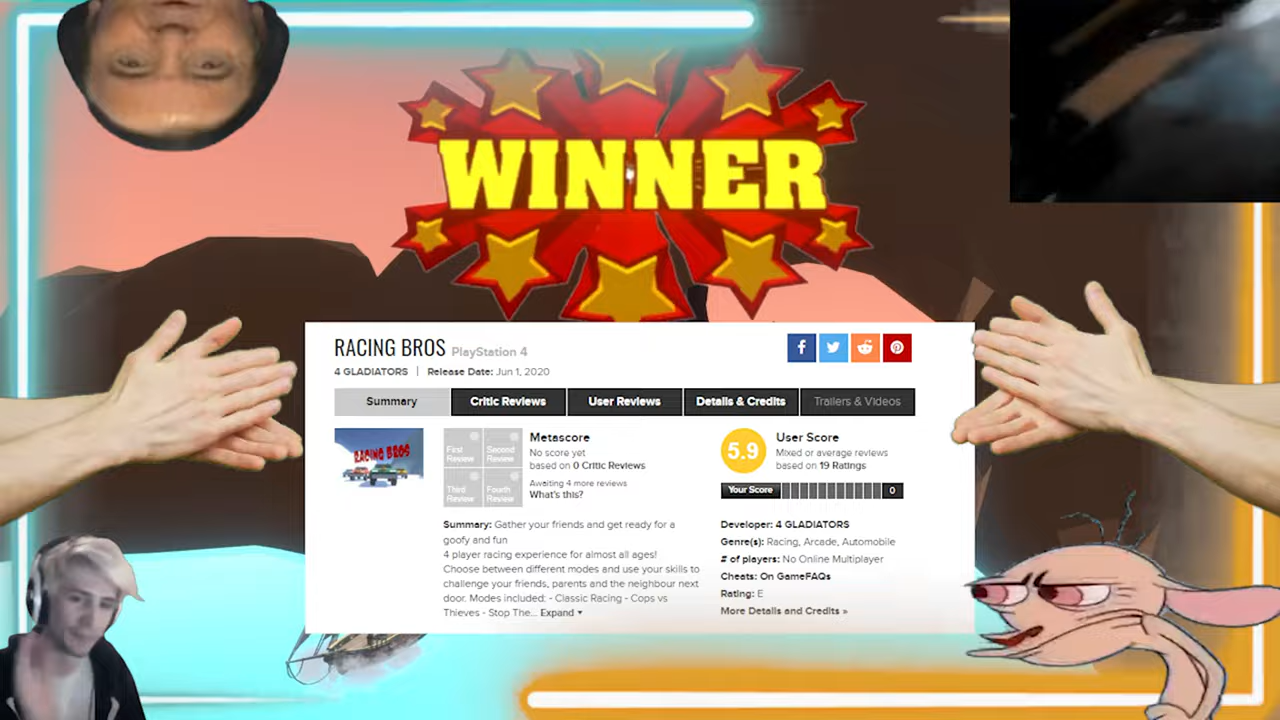 WINNER
RACING BROS PlayStation 4
4 GLADIATORS | Release Date: Jun 1, 2020
Summary
Critic Reviews
User Reviews
Details & Credits
Trailers & Videos
RACING BROS
First Review
Second Review
Third Review
Fourth Review
Metascore
No score yet
based on 0 Critic Reviews
Awaiting 4 more reviews
What's this?
5.9
User Score
Mixed or average reviews
based on 19 Ratings
Your Score
0
Summary: Gather your friends and get ready for a
goofy and fun
4 player racing experience for almost all ages!
Choose between different modes and use your skills to
challenge your friends, parents and the neighbour next
door. Modes included: - Classic Racing - Cops vs
Thieves - Stop The... Expand
Developer: 4 GLADIATORS
Genre(s): Racing, Arcade, Automobile
# of players: No Online Multiplayer
Cheats: On GameFAQs
Rating: E
More Details and Credits »